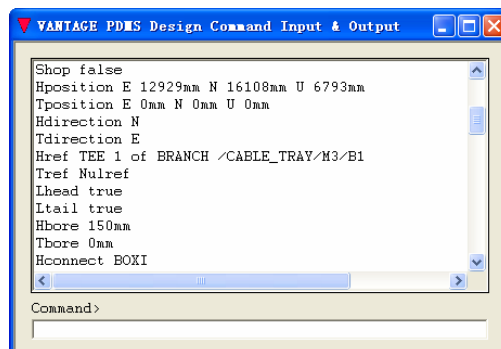 VANTAGE PDMS Design Command Input & Output
Shop false
Hposition E 12929mm N 16108mm U 6793mm
Tposition E 0mm N 0mm U 0mm
Hdirection N
Tdirection E
Href TEE 1 of BRANCH /CABLE_TRAY/M3/B1
Tref Nulref
Lhead true
Ltail true
Hbore 150mm
Tbore 0mm
Hconnect BOXI
Command>